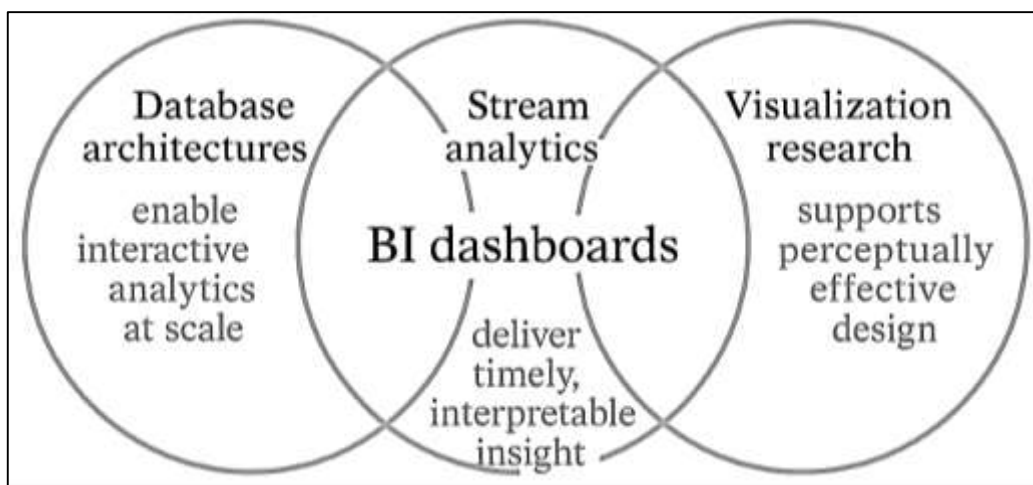 Database
architectures
enable
interactive
analytics
at scale
Stream
analytics
BI dashboards
deliver
timely,
interpretable
insight
Visualization
research
supports
perceptually
effective
design